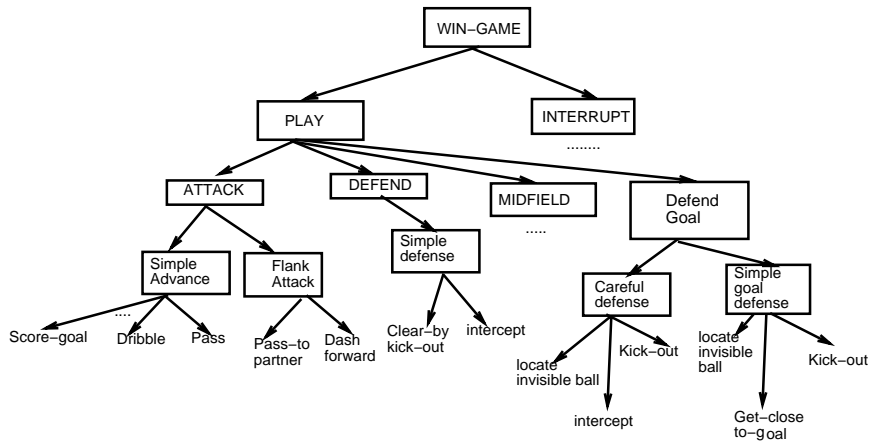 WIN–GAME
PLAY
INTERRUPT
........
ATTACK
DEFEND
MIDFIELD
.....
Defend
Goal
Simple
Advance
Flank
Attack
Simple
defense
Careful
defense
Simple
goal
defense
....
Score–goal
Dribble
Pass
Pass–to
partner
Dash
forward
Clear–by
kick–out
intercept
locate
invisible ball
intercept
Kick–out
locate
invisible
ball
Get–close
to–goal
Kick–out